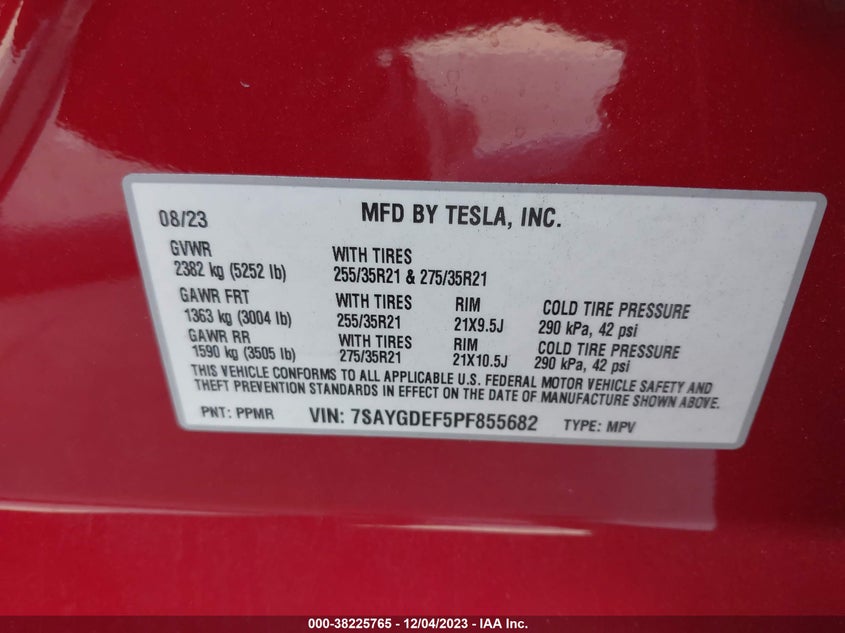 08/23 MFD BY TESLA, INC.
GVWR WITH TIRES
2382 kg (5252 lb) 255/35R21 & 275/35R21
GAWR FRT WITH TIRES RIM COLD TIRE PRESSURE
1363 kg (3004 lb) 255/35R21 21X9.5J 290 kPa, 42 psi
GAWR RR WITH TIRES RIM COLD TIRE PRESSURE
1590 kg (3505 lb) 275/35R21 21X10.5J 290 kPa, 42 psi
THIS VEHICLE CONFORMS TO ALL APPLICABLE U.S. FEDERAL MOTOR VEHICLE SAFETY AND
THEFT PREVENTION STANDARDS IN EFFECT ON THE DATE OF MANUFACTURE SHOWN ABOVE.
PNT: PPMR VIN: 7SAYGDEF5PF855682 TYPE: MPV
000-38225765 - 12/04/2023 - IAA Inc.